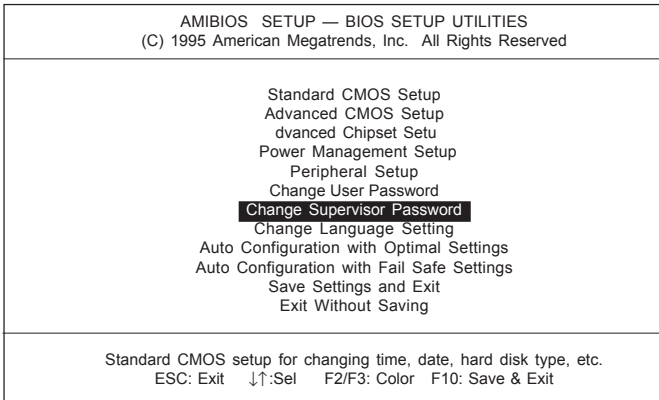 AMIBIOS SETUP — BIOS SETUP UTILITIES
(C) 1995 American Megatrends, Inc. All Rights Reserved
Standard CMOS Setup
Advanced CMOS Setup
dvanced Chipset Setu
Power Management Setup
Peripheral Setup
Change User Password
Change Supervisor Password
Change Language Setting
Auto Configuration with Optimal Settings
Auto Configuration with Fail Safe Settings
Save Settings and Exit
Exit Without Saving
Standard CMOS setup for changing time, date, hard disk type, etc.
ESC: Exit ↓↑:Sel F2/F3: Color F10: Save & Exit